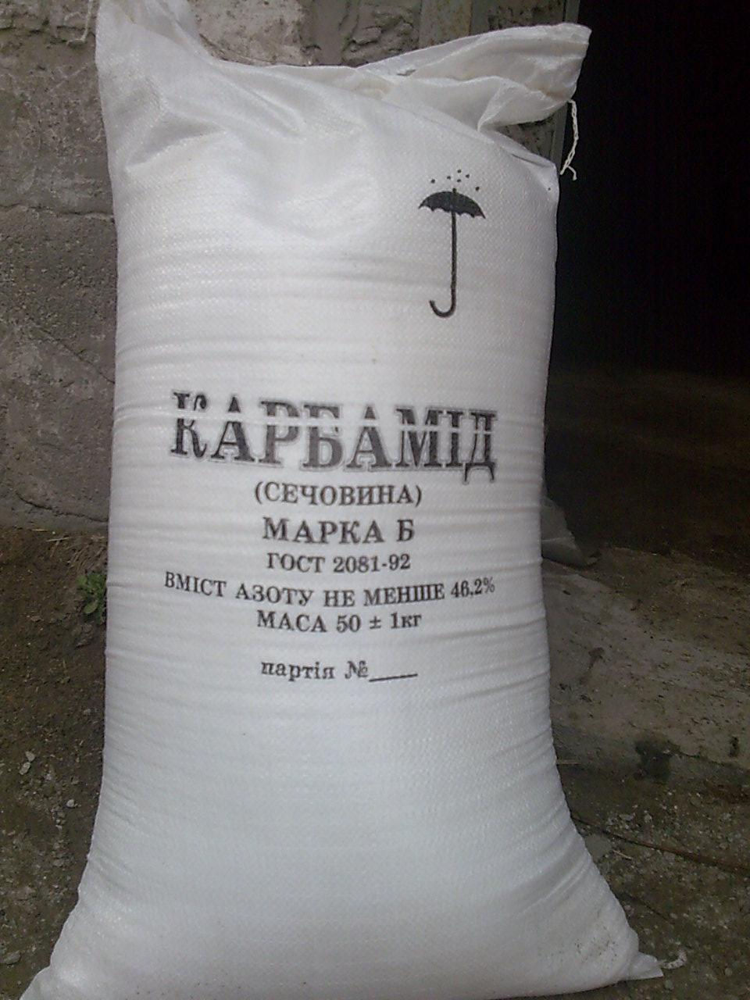 КАРБАМІД
(СЕЧОВИНА)
МАРКА Б
ГОСТ 2081-92
ВМІСТ АЗОТУ НЕ МЕНШЕ 46,2%
МАСА 50 ± 1кг
партія №____